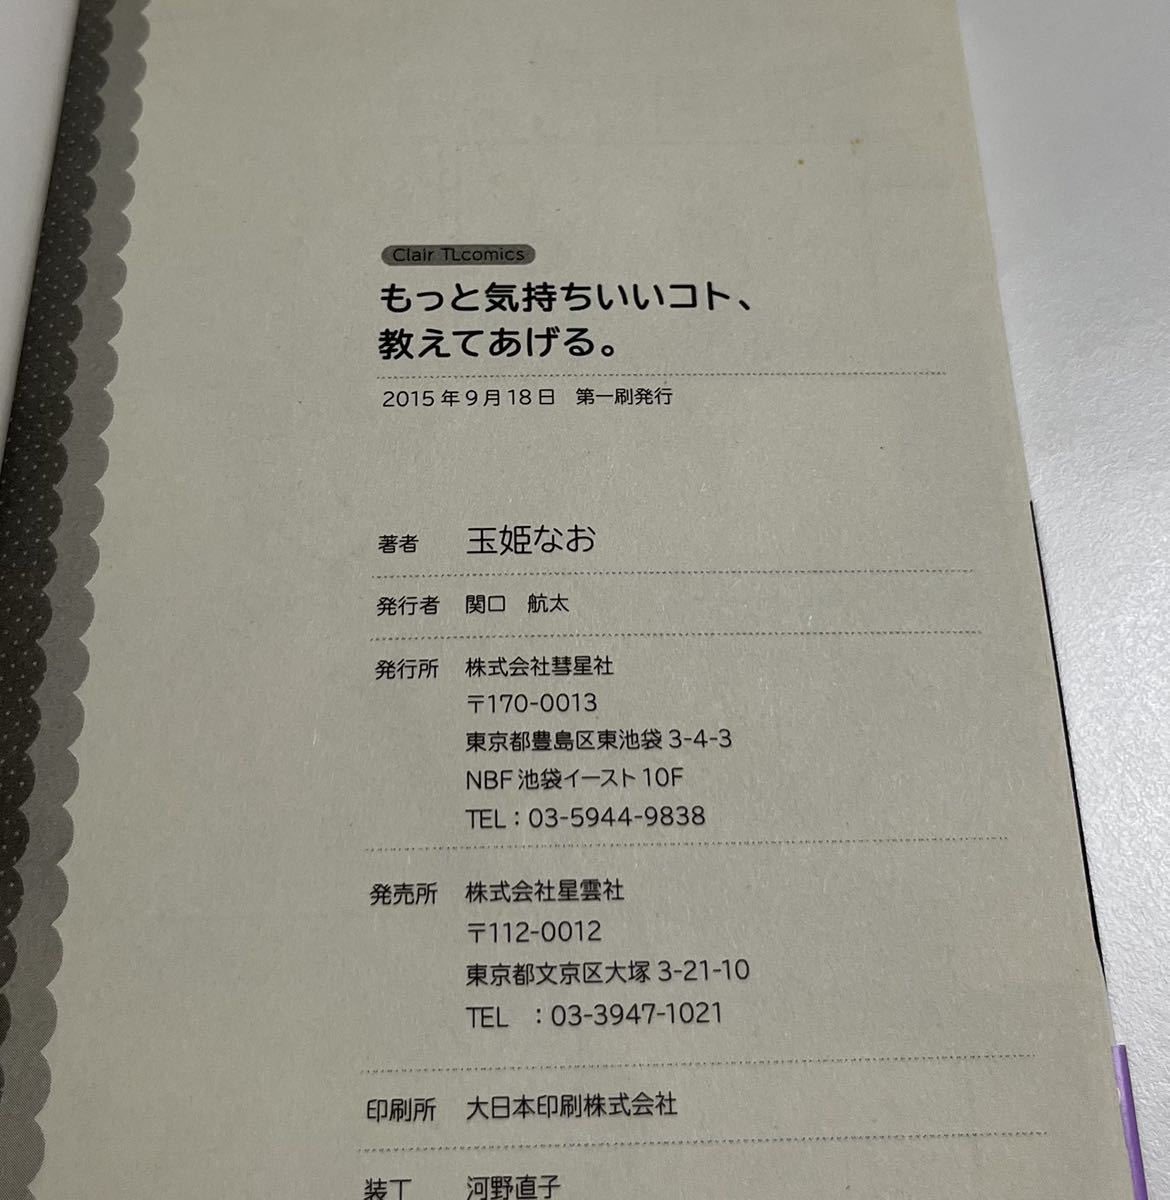 Clair TLcomics
もっと気持ちいいコト、
教えてあげる。
2015年9月18日　第一刷発行
著者　玉姫なお
発行者　関口　航太
発行所　株式会社彗星社
〒170-0013
東京都豊島区東池袋3-4-3
NBF池袋イースト10F
TEL：03-5944-9838
発売所　株式会社星雲社
〒112-0012
東京都文京区大塚3-21-10
TEL　：03-3947-1021
印刷所　大日本印刷株式会社
装丁　河野直子